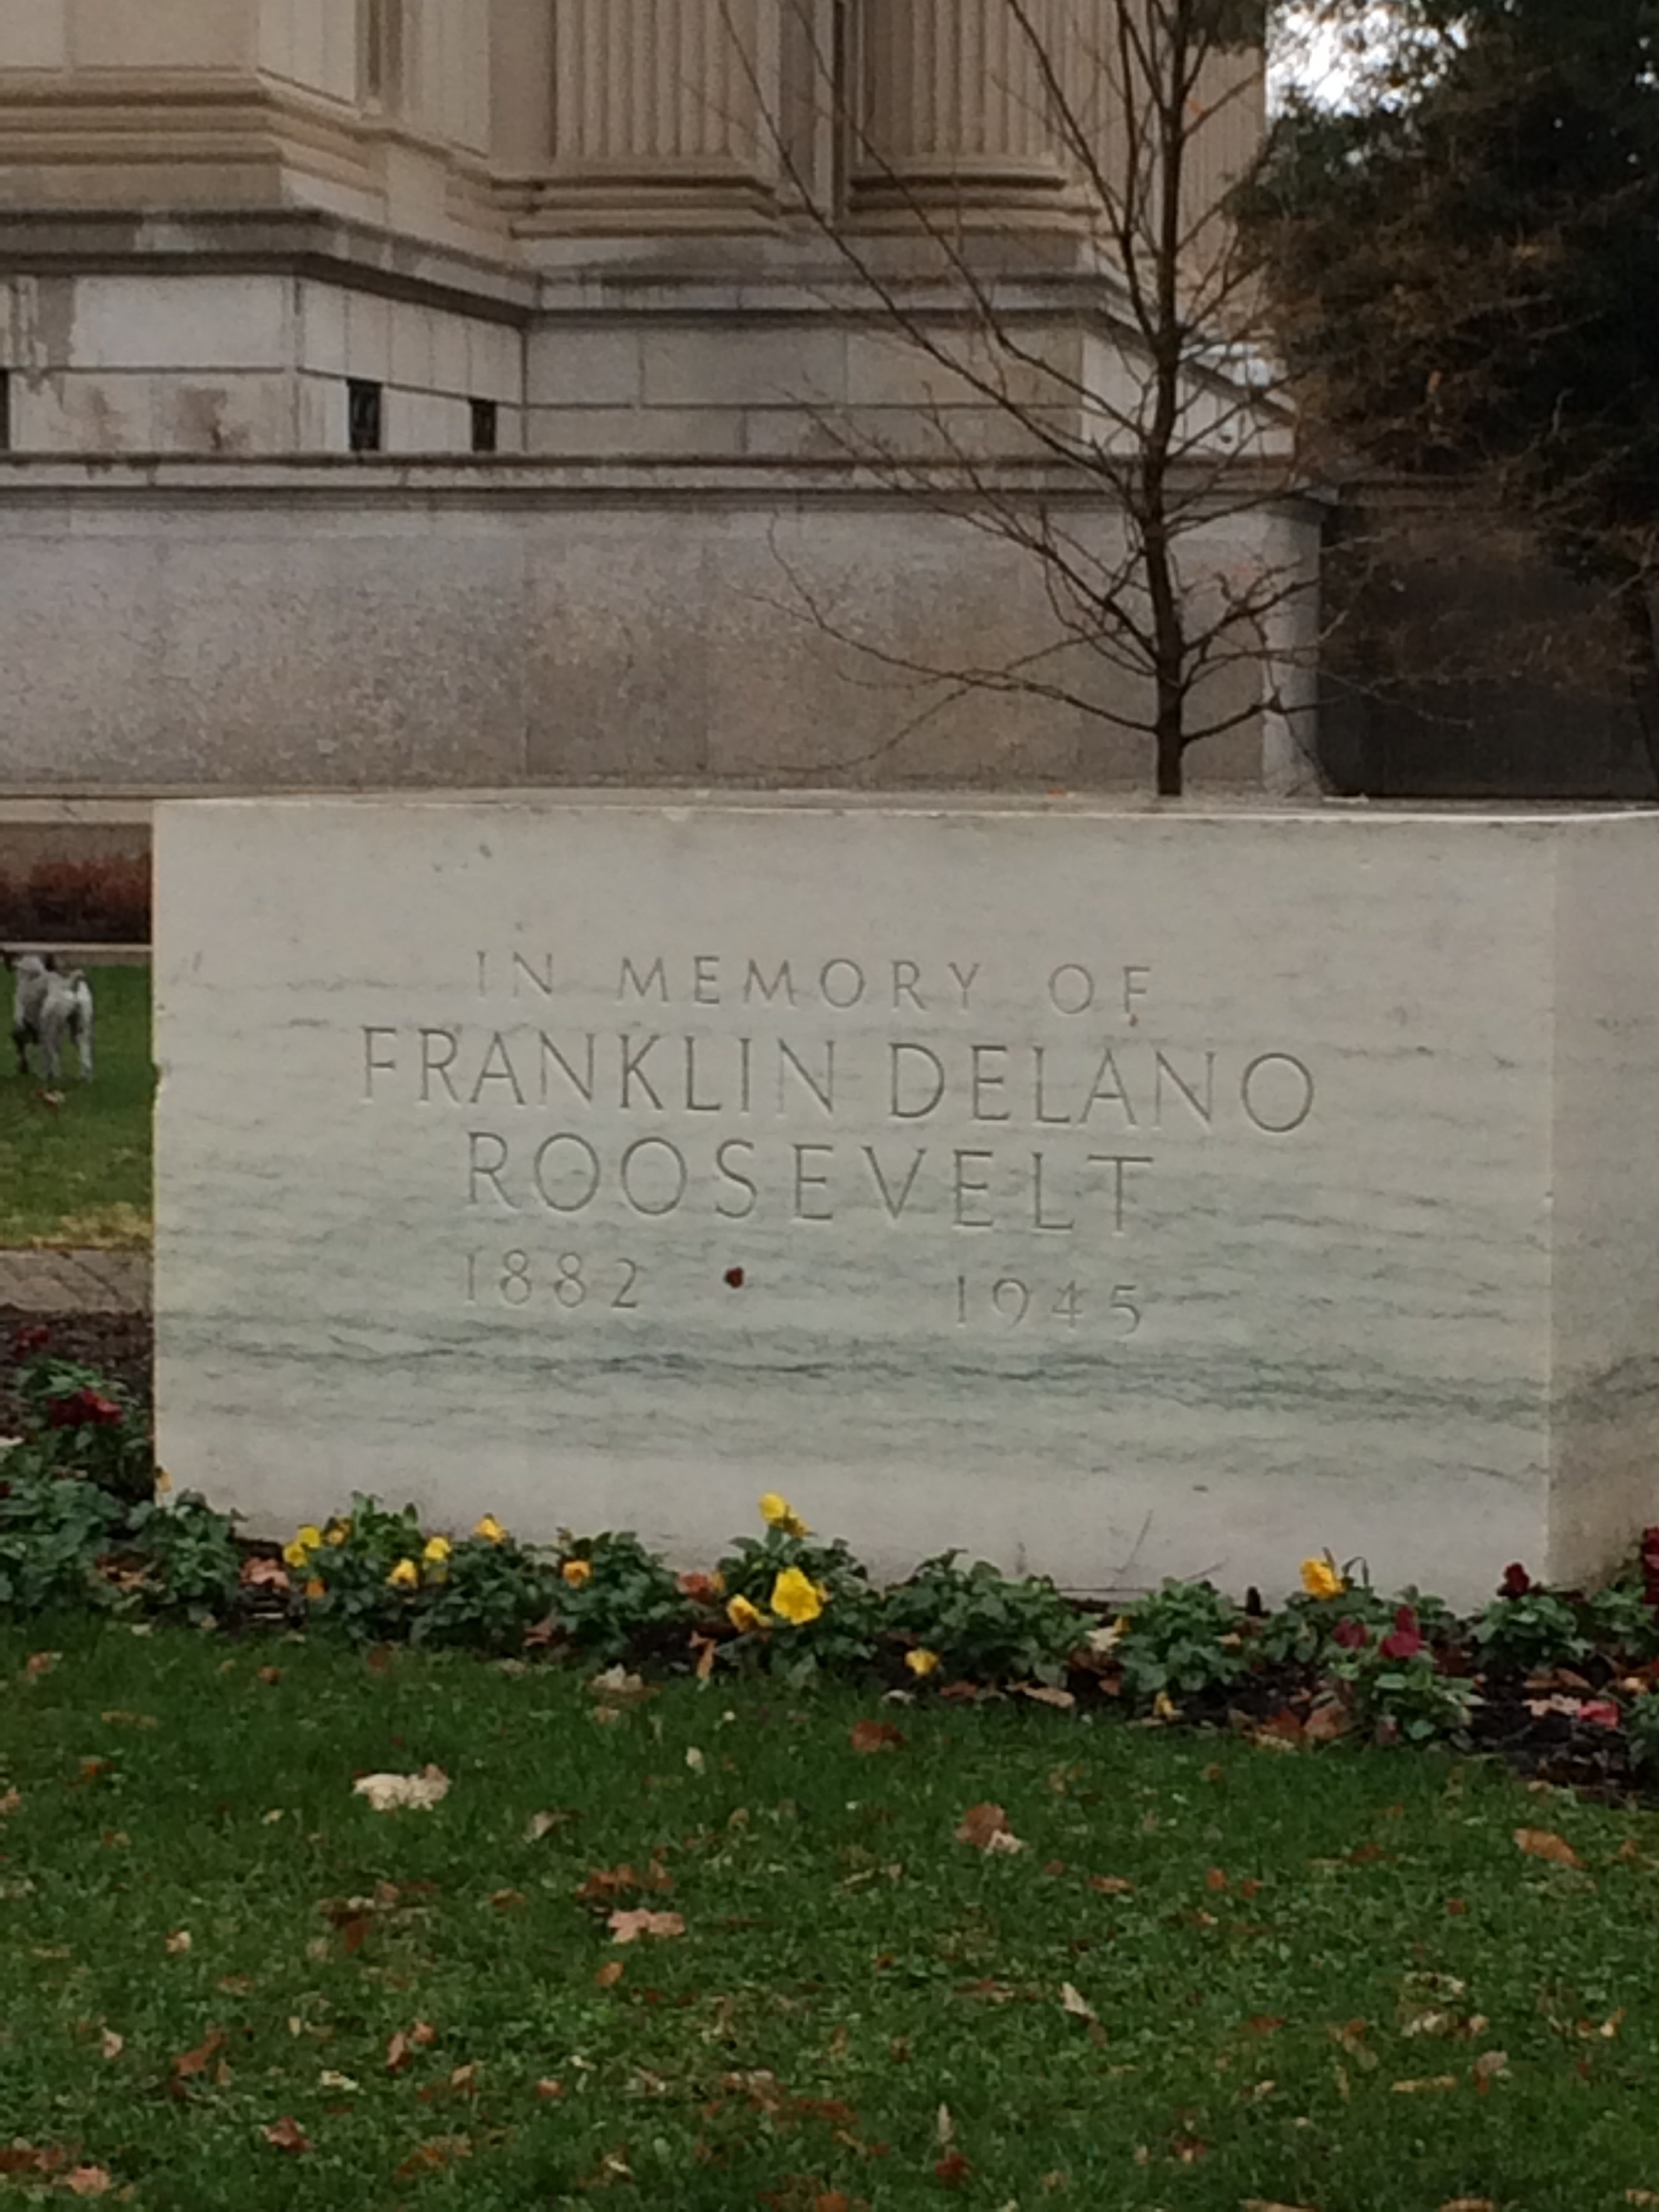 IN MEMORY OF
FRANKLIN DELANO
ROOSEVELT
1882 1945